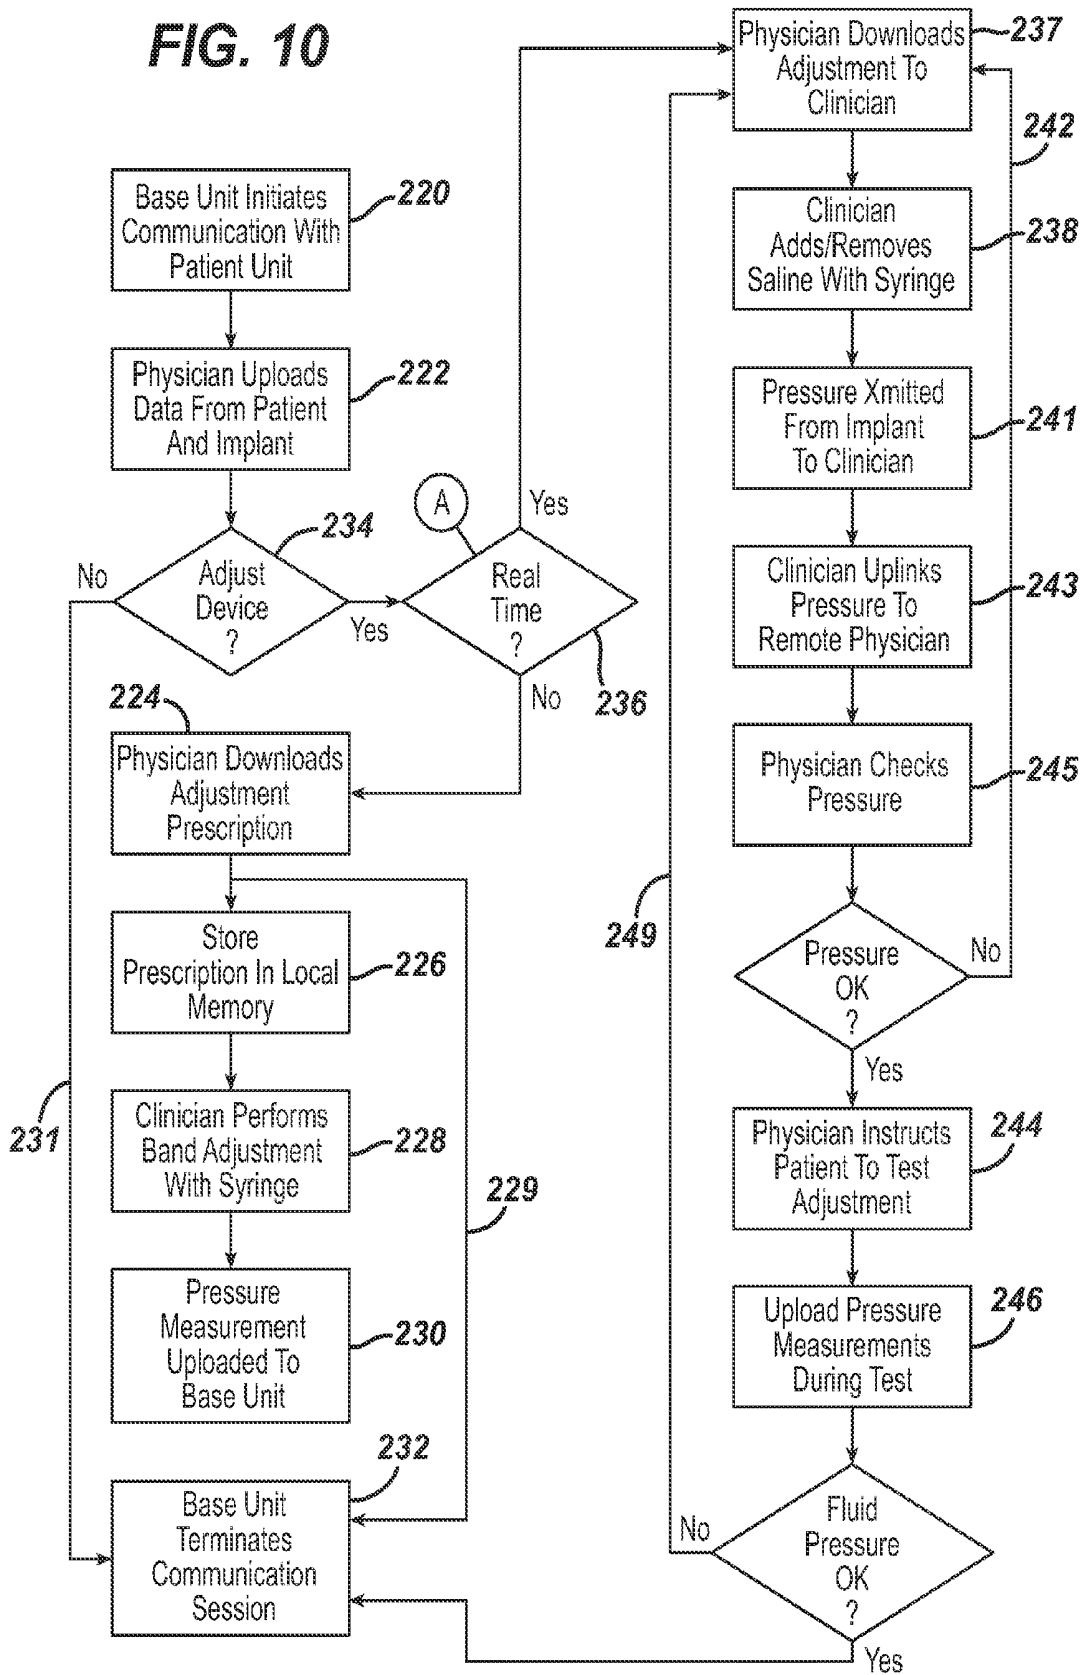 FIG. 10
Base Unit Initiates
Communication With
Patient Unit
220
Physician Uploads
Data From Patient
And Implant
222
Adjust
Device
?
234
No
Yes
A
Real
Time
?
236
Yes
No
224
Physician Downloads
Adjustment
Prescription
Store
Prescription In Local
Memory
226
Clinician Performs
Band Adjustment
With Syringe
228
229
231
Pressure
Measurement
Uploaded To
Base Unit
230
232
Base Unit
Terminates
Communication
Session
Physician Downloads
Adjustment To
Clinician
237
242
Clinician
Adds/Removes
Saline With Syringe
238
Pressure Xmitted
From Implant
To Clinician
241
Clinician Uplinks
Pressure To
Remote Physician
243
Physician Checks
Pressure
245
249
Pressure
OK
?
No
Yes
Physician Instructs
Patient To Test
Adjustment
244
Upload Pressure
Measurements
During Test
246
Fluid
Pressure
OK
?
No
Yes